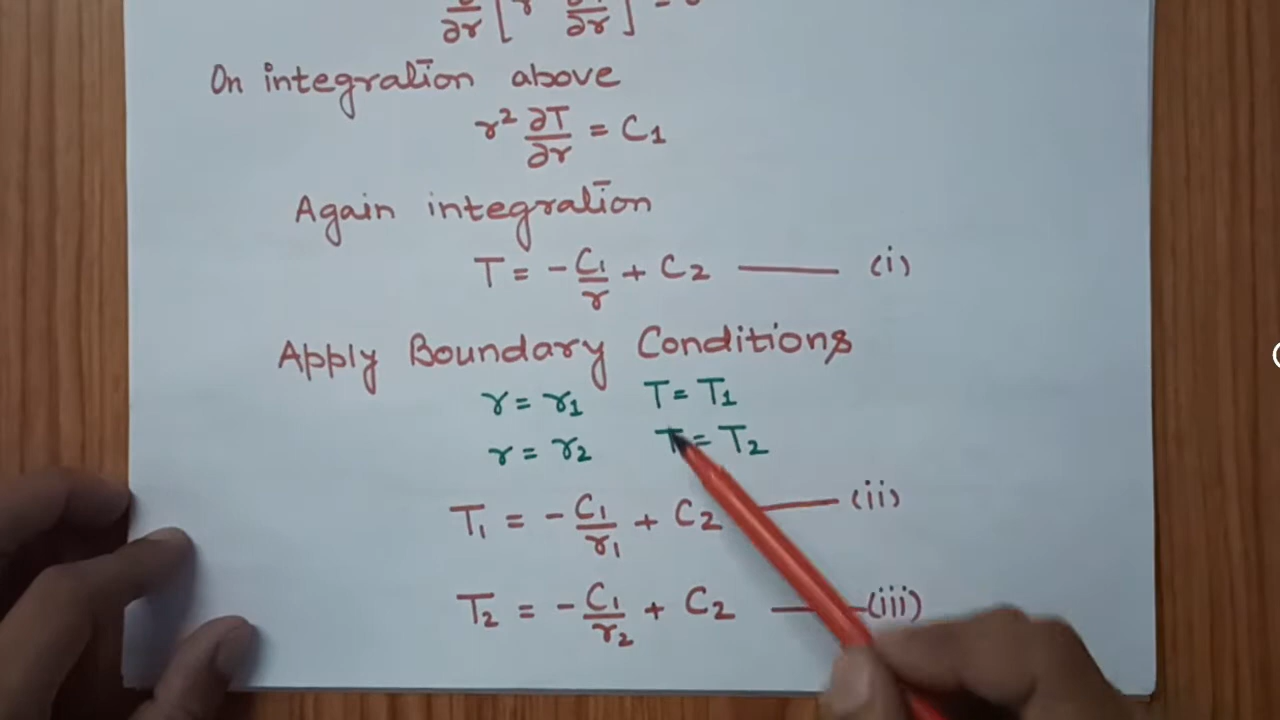 ∂/∂r [ r ] = 0
On integration above
r² ∂T/∂r = C₁
Again integration
T = -C₁/r + C₂ —— (i)
Apply Boundary Conditions
r = r₁ T = T₁
r = r₂ T = T₂
T₁ = -C₁/r₁ + C₂ —— (ii)
T₂ = -C₁/r₂ + C₂ —— (iii)